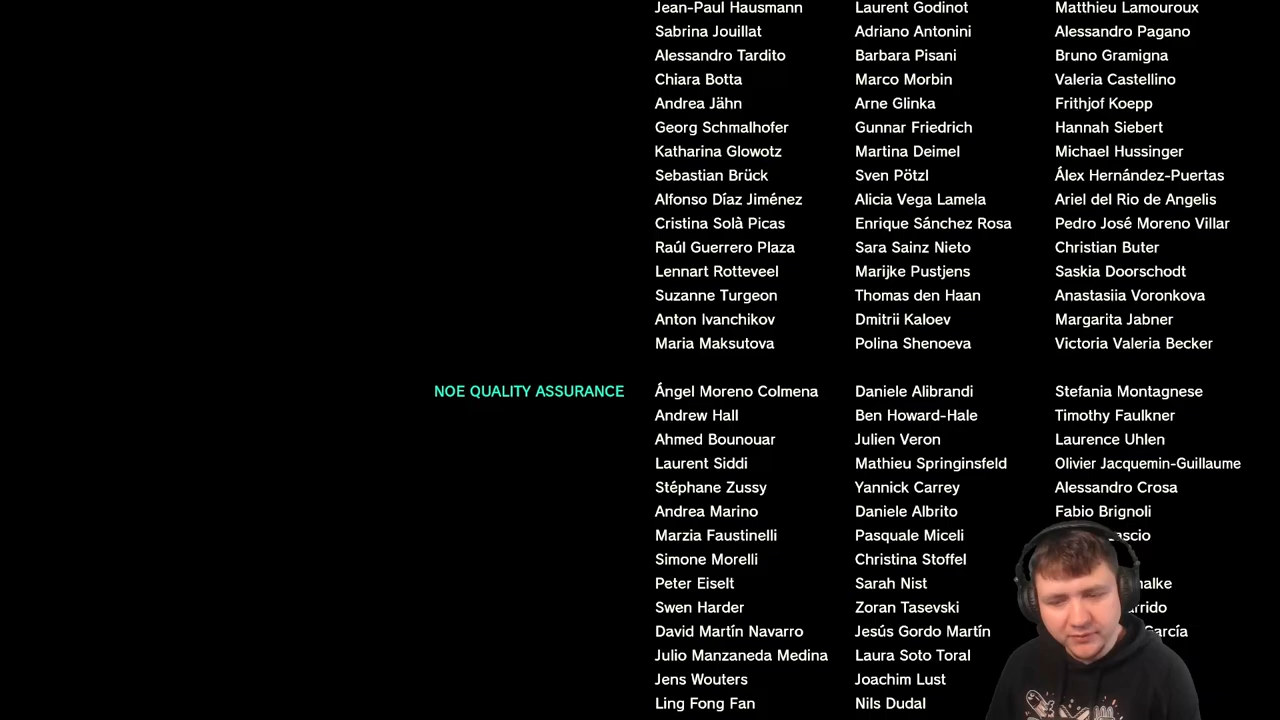 Jean-Paul Hausmann Laurent Godinot Matthieu Lamouroux
Sabrina Jouillat Adriano Antonini Alessandro Pagano
Alessandro Tardito Barbara Pisani Bruno Gramigna
Chiara Botta Marco Morbin Valeria Castellino
Andrea Jähn Arne Glinka Frithjof Koepp
Georg Schmalhofer Gunnar Friedrich Hannah Siebert
Katharina Glowotz Martina Deimel Michael Hussinger
Sebastian Brück Sven Pötzl Álex Hernández-Puertas
Alfonso Díaz Jiménez Alicia Vega Lamela Ariel del Rio de Angelis
Cristina Solà Picas Enrique Sánchez Rosa Pedro José Moreno Villar
Raúl Guerrero Plaza Sara Sainz Nieto Christian Buter
Lennart Rotteveel Marijke Pustjens Saskia Doorschodt
Suzanne Turgeon Thomas den Haan Anastasiia Voronkova
Anton Ivanchikov Dmitrii Kaloev Margarita Jabner
Maria Maksutova Polina Shenoeva Victoria Valeria Becker
NOE QUALITY ASSURANCE Ángel Moreno Colmena Daniele Alibrandi Stefania Montagnese
Andrew Hall Ben Howard-Hale Timothy Faulkner
Ahmed Bounouar Julien Veron Laurence Uhlen
Laurent Siddi Mathieu Springinsfeld Olivier Jacquemin-Guillaume
Stéphane Zussy Yannick Carrey Alessandro Crosa
Andrea Marino Daniele Albrito Fabio Brignoli
Marzia Faustinelli Pasquale Miceli
Simone Morelli Christina Stoffel
Peter Eiselt Sarah Nist
Swen Harder Zoran Tasevski
David Martín Navarro Jesús Gordo Martín García
Julio Manzaneda Medina Laura Soto Toral
Jens Wouters Joachim Lust
Ling Fong Fan Nils Dudal